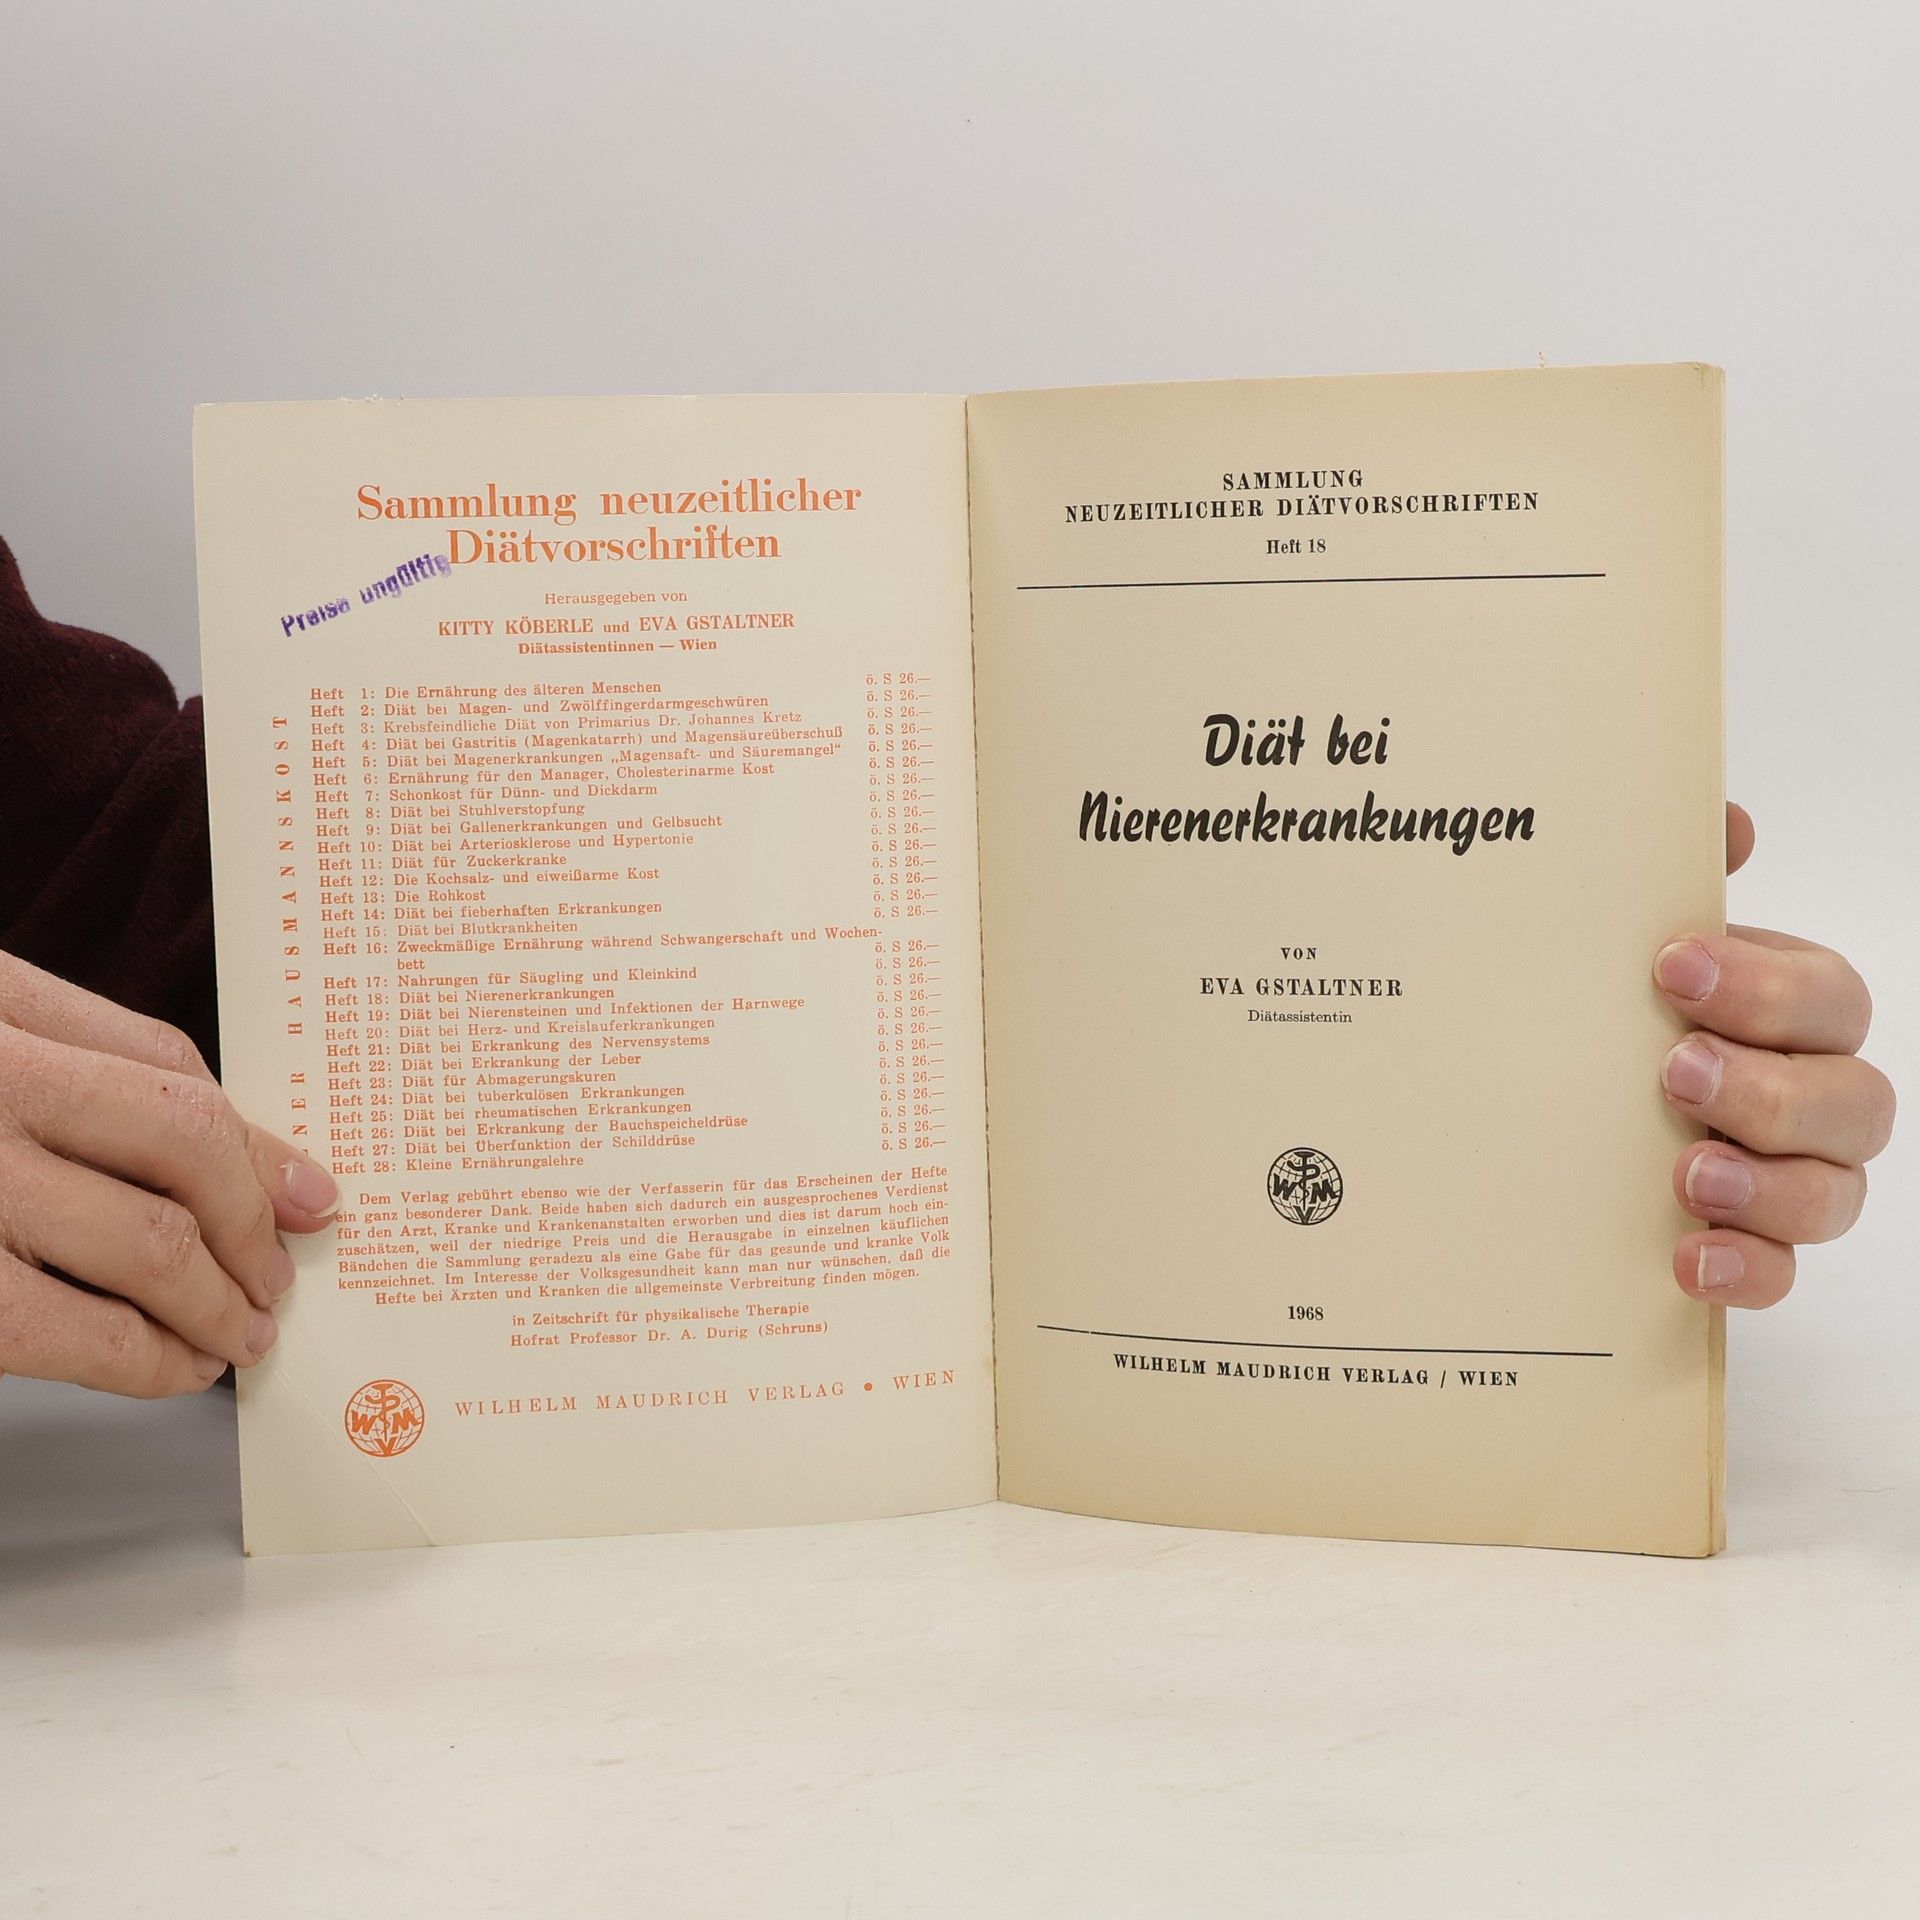 Sammlung neuzeitlicher
Diätvorschriften
Preise ungültig
Herausgegeben von
KITTY KÖBERLE und EVA GSTALTNER
Diätassistentinnen — Wien
NER HAUSMANNSKOST
Heft 1: Die Ernährung des älteren Menschen ö. S 26.—
Heft 2: Diät bei Magen- und Zwölffingerdarmgeschwüren ö. S 26.—
Heft 3: Krebsfeindliche Diät von Primarius Dr. Johannes Kretz ö. S 26.—
Heft 4: Diät bei Gastritis (Magenkatarrh) und Magensäureüberschuß ö. S 26.—
Heft 5: Diät bei Magenerkrankungen „Magensaft- und Säuremangel“ ö. S 26.—
Heft 6: Ernährung für den Manager, Cholesterinarme Kost ö. S 26.—
Heft 7: Schonkost für Dünn- und Dickdarm ö. S 26.—
Heft 8: Diät bei Stuhlverstopfung ö. S 26.—
Heft 9: Diät bei Gallenerkrankungen und Gelbsucht ö. S 26.—
Heft 10: Diät bei Arteriosklerose und Hypertonie ö. S 26.—
Heft 11: Diät für Zuckerkranke ö. S 26.—
Heft 12: Die Kochsalz- und eiweißarme Kost ö. S 26.—
Heft 13: Die Rohkost ö. S 26.—
Heft 14: Diät bei fieberhaften Erkrankungen ö. S 26.—
Heft 15: Diät bei Blutkrankheiten ö. S 26.—
Heft 16: Zweckmäßige Ernährung während Schwangerschaft und Wochen-
bett ö. S 26.—
Heft 17: Nahrungen für Säugling und Kleinkind ö. S 26.—
Heft 18: Diät bei Nierenerkrankungen ö. S 26.—
Heft 19: Diät bei Nierensteinen und Infektionen der Harnwege ö. S 26.—
Heft 20: Diät bei Herz- und Kreislauferkrankungen ö. S 26.—
Heft 21: Diät bei Erkrankung des Nervensystems ö. S 26.—
Heft 22: Diät bei Erkrankung der Leber ö. S 26.—
Heft 23: Diät für Abmagerungskuren ö. S 26.—
Heft 24: Diät bei tuberkulösen Erkrankungen ö. S 26.—
Heft 25: Diät bei rheumatischen Erkrankungen ö. S 26.—
Heft 26: Diät bei Erkrankung der Bauchspeicheldrüse ö. S 26.—
Heft 27: Diät bei Überfunktion der Schilddrüse ö. S 26.—
Heft 28: Kleine Ernährungslehre ö. S 26.—
Dem Verlag gebührt ebenso wie der Verfasserin für das Erscheinen der Hefte
ein ganz besonderer Dank. Beide haben sich dadurch ein ausgesprochenes Verdienst
für den Arzt, Kranke und Krankenanstalten erworben und dies ist darum hoch ein-
zuschätzen, weil der niedrige Preis und die Herausgabe in einzelnen käuflichen
Bändchen die Sammlung geradezu als eine Gabe für das gesunde und kranke Volk
kennzeichnet. Im Interesse der Volksgesundheit kann man nur wünschen, daß die
Hefte bei Ärzten und Kranken die allgemeinste Verbreitung finden mögen.
in Zeitschrift für physikalische Therapie
Hofrat Professor Dr. A. Durig (Schruns)
WMV
WILHELM MAUDRICH VERLAG • WIEN
SAMMLUNG
NEUZEITLICHER DIÄTVORSCHRIFTEN
Heft 18
Diät bei
Nierenerkrankungen
VON
EVA GSTALTNER
Diätassistentin
WMV
1968
WILHELM MAUDRICH VERLAG / WIEN